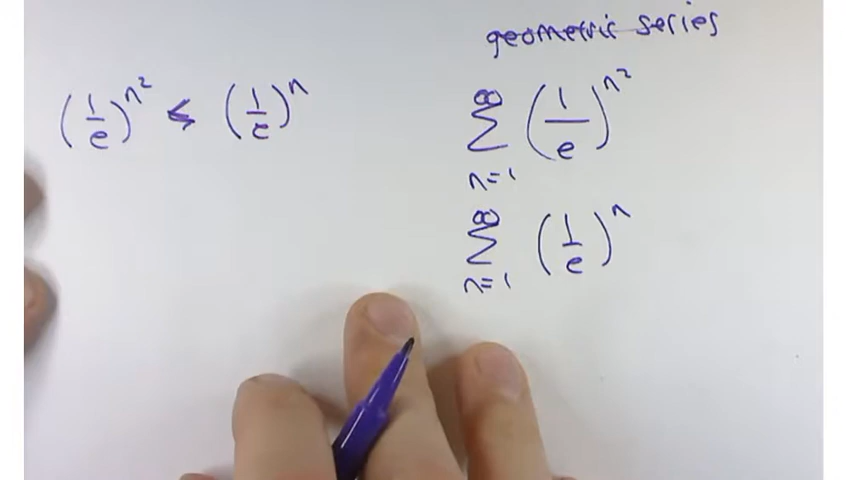 geometric series
(1/e)^n² ≤ (1/e)^n
∞ ∑ n=1 (1/e)^n²
∞ ∑ n=1 (1/e)^n